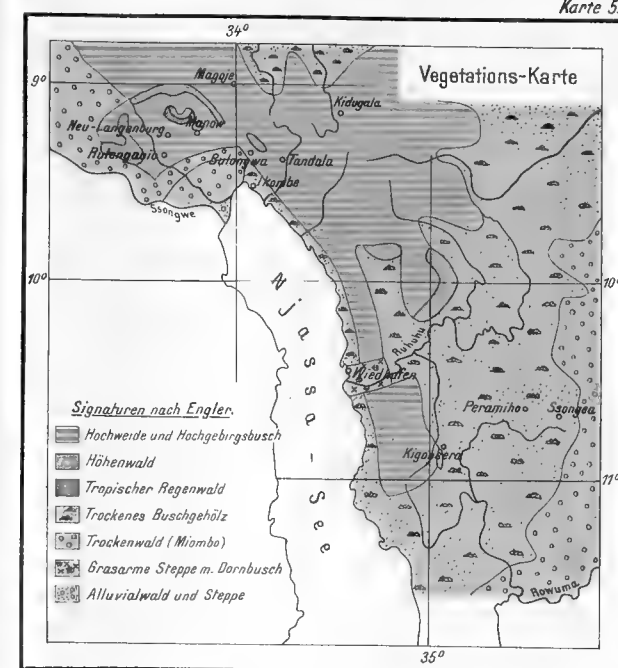 Karte 5.
34°
9°
Vegetations-Karte
Magoje
Kidugala
Neu-Langenburg
Manow
Rutenganio
Bulongwa
Tandala
Ikombe
Ssongwe
10°
10°
Njassa-See
Ruhuhu
Wiedhafen
Peramiho
Ssongea
Kigonsera
11°
Rowuma
35°
Signaturen nach Engler.
Hochweide und Hochgebirgsbusch
Höhenwald
Tropischer Regenwald
Trockenes Buschgehölz
Trockenwald (Miombo)
Grasarme Steppe m. Dornbusch
Alluvialwald und Steppe